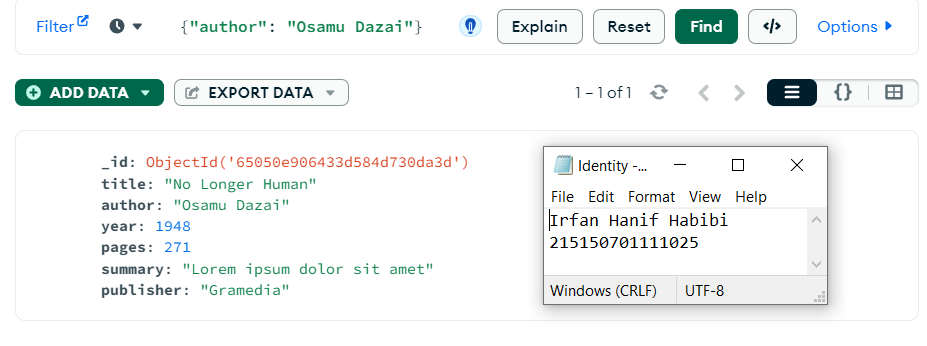 Filter {"author": "Osamu Dazai"} Explain Reset Find </> Options
ADD DATA EXPORT DATA 1 – 1 of 1 {}
_id: ObjectId('65050e906433d584d730da3d')
title: "No Longer Human"
author: "Osamu Dazai"
year: 1948
pages: 271
summary: "Lorem ipsum dolor sit amet"
publisher: "Gramedia"
Identity -...
File Edit Format View Help
Irfan Hanif Habibi
215150701111025
Windows (CRLF) UTF-8